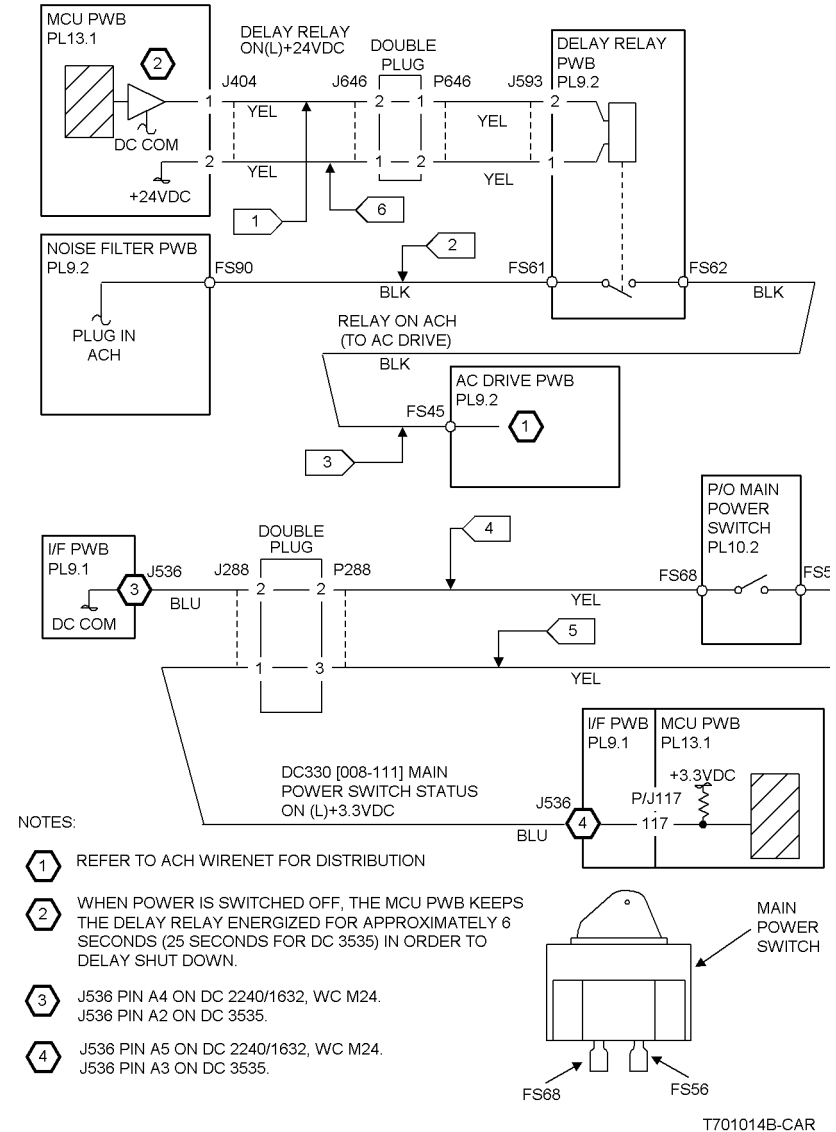 MCU PWB
PL13.1
2
DELAY RELAY
ON(L)+24VDC
DOUBLE
PLUG
DELAY RELAY
PWB
PL9.2
J404
J646
P646
J593
1
YEL
2
1
YEL
2
DC COM
2
YEL
1
2
YEL
1
+24VDC
1
6
NOISE FILTER PWB
PL9.2
FS90
2
FS61
FS62
BLK
BLK
PLUG IN
ACH
RELAY ON ACH
(TO AC DRIVE)
BLK
AC DRIVE PWB
PL9.2
FS45
1
3
P/O MAIN
POWER
SWITCH
PL10.2
DOUBLE
PLUG
4
I/F PWB
PL9.1
3
J536
J288
P288
FS68
FS5
BLU
2
2
YEL
DC COM
5
1
3
YEL
I/F PWB
PL9.1
MCU PWB
PL13.1
DC330 [008-111] MAIN
POWER SWITCH STATUS
ON (L)+3.3VDC
+3.3VDC
P/J117
J536
4
117
BLU
NOTES:
1
REFER TO ACH WIRENET FOR DISTRIBUTION
2
WHEN POWER IS SWITCHED OFF, THE MCU PWB KEEPS
THE DELAY RELAY ENERGIZED FOR APPROXIMATELY 6
SECONDS (25 SECONDS FOR DC 3535) IN ORDER TO
DELAY SHUT DOWN.
3
J536 PIN A4 ON DC 2240/1632, WC M24.
J536 PIN A2 ON DC 3535.
4
J536 PIN A5 ON DC 2240/1632, WC M24.
J536 PIN A3 ON DC 3535.
MAIN
POWER
SWITCH
FS68
FS56
T701014B-CAR